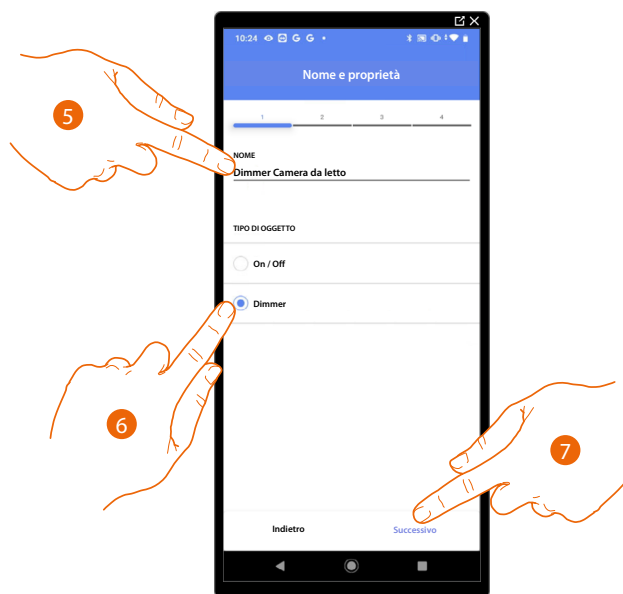 10:24 G G
Nome e proprietà
1 2 3 4
NOME
Dimmer Camera da letto
TIPO DI OGGETTO
On / Off
Dimmer
Indietro Successivo
5
6
7